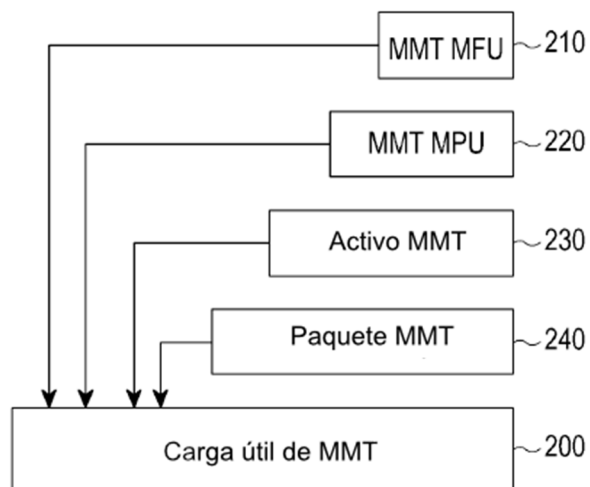 MMT MFU 210
MMT MPU 220
Activo MMT 230
Paquete MMT 240
Carga útil de MMT 200